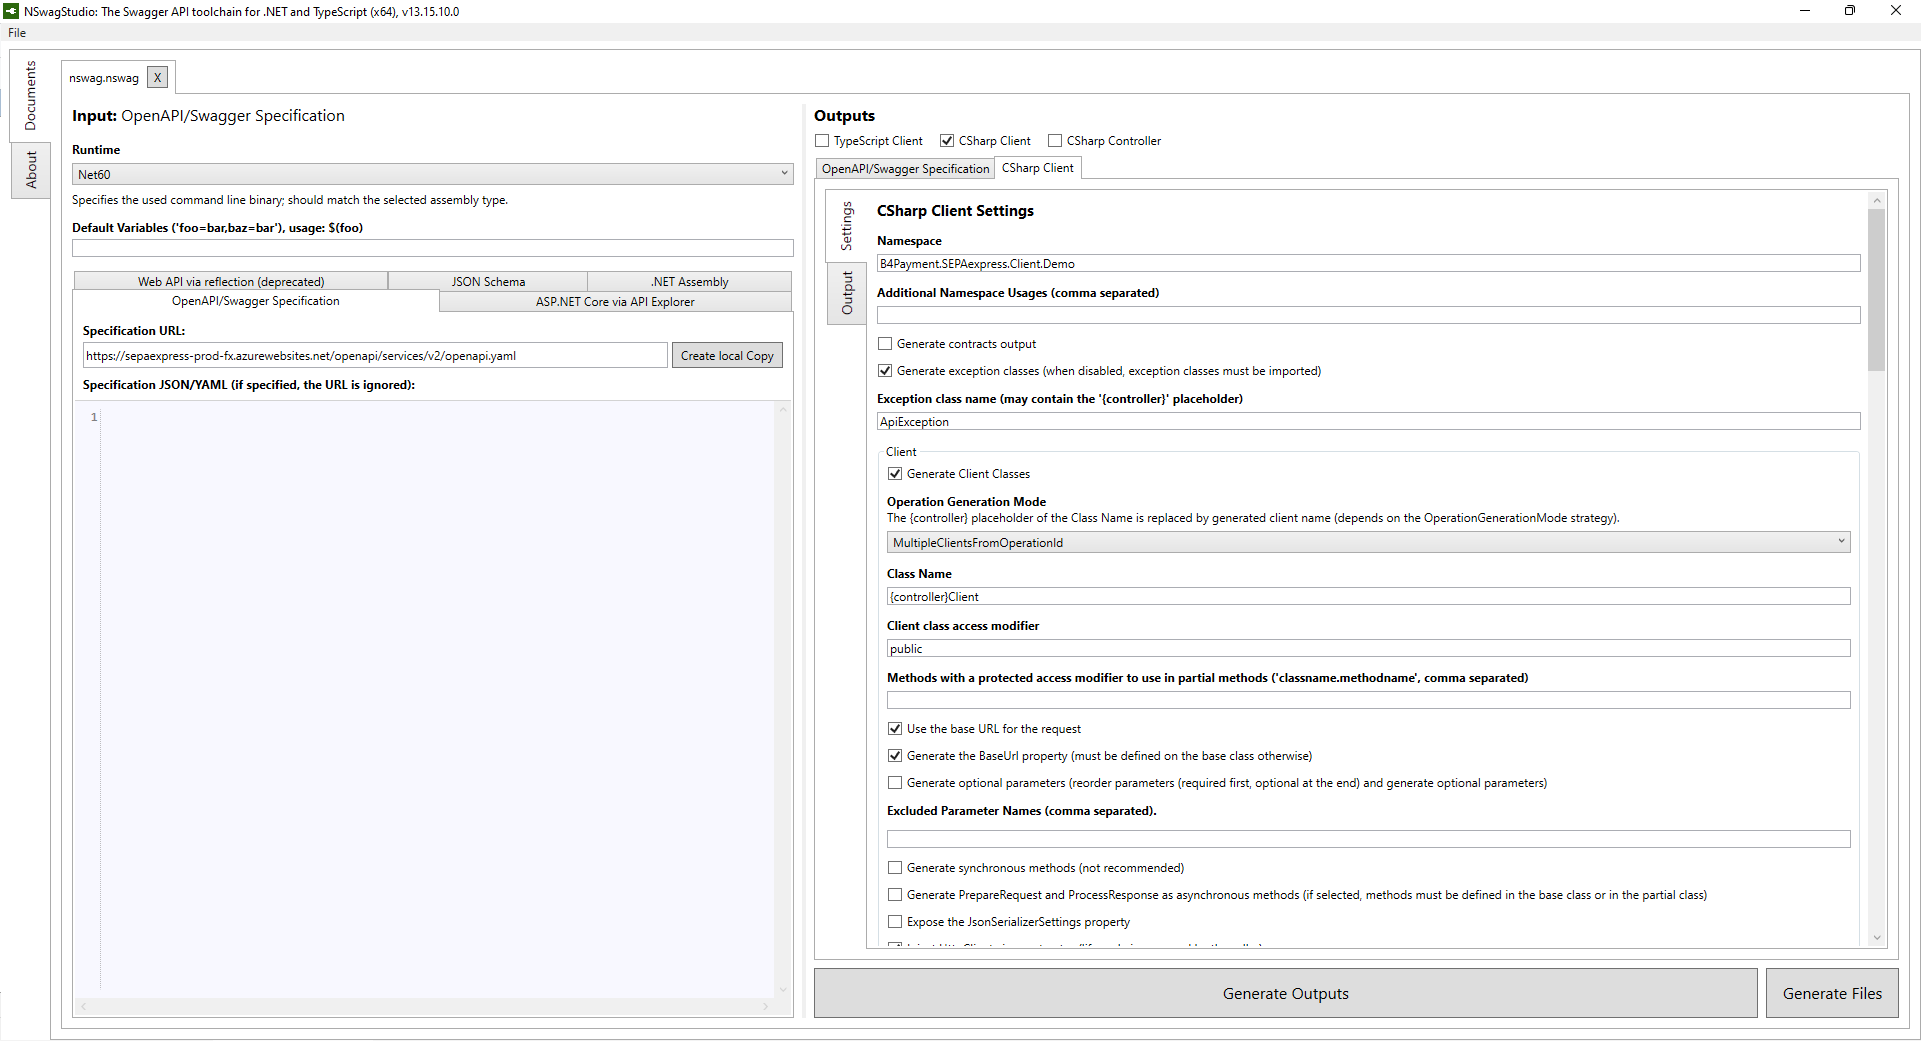 NSwagStudio: The Swagger API toolchain for .NET and TypeScript (x64), v13.15.10.0
File
Documents
About
nswag.nswag X
Input: OpenAPI/Swagger Specification
Runtime
Net60
Specifies the used command line binary; should match the selected assembly type.
Default Variables ('foo=bar,baz=bar'), usage: $(foo)
Web API via reflection (deprecated) JSON Schema .NET Assembly
OpenAPI/Swagger Specification ASP.NET Core via API Explorer
Specification URL:
https://sepaexpress-prod-fx.azurewebsites.net/openapi/services/v2/openapi.yaml Create local Copy
Specification JSON/YAML (if specified, the URL is ignored):
1
Outputs
TypeScript Client CSharp Client CSharp Controller
OpenAPI/Swagger Specification CSharp Client
Settings
Output
CSharp Client Settings
Namespace
B4Payment.SEPAexpress.Client.Demo
Additional Namespace Usages (comma separated)
Generate contracts output
Generate exception classes (when disabled, exception classes must be imported)
Exception class name (may contain the '{controller}' placeholder)
ApiException
Client
Generate Client Classes
Operation Generation Mode
The {controller} placeholder of the Class Name is replaced by generated client name (depends on the OperationGenerationMode strategy).
MultipleClientsFromOperationId
Class Name
{controller}Client
Client class access modifier
public
Methods with a protected access modifier to use in partial methods ('classname.methodname', comma separated)
Use the base URL for the request
Generate the BaseUrl property (must be defined on the base class otherwise)
Generate optional parameters (reorder parameters (required first, optional at the end) and generate optional parameters)
Excluded Parameter Names (comma separated).
Generate synchronous methods (not recommended)
Generate PrepareRequest and ProcessResponse as asynchronous methods (if selected, methods must be defined in the base class or in the partial class)
Expose the JsonSerializerSettings property
Generate Outputs Generate Files